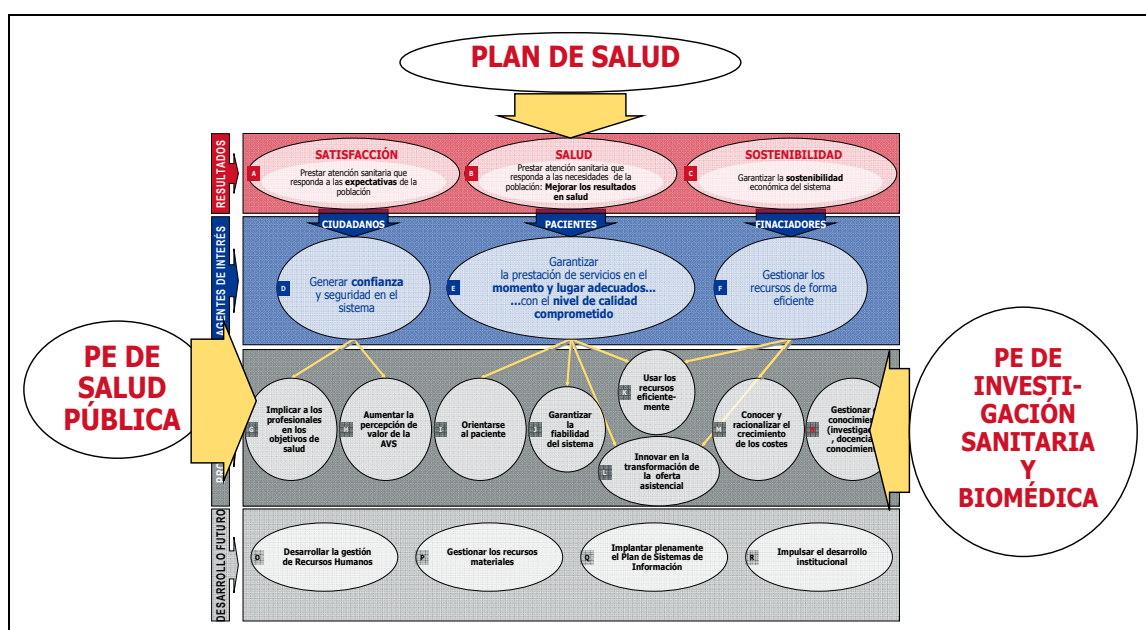 PLAN DE SALUD
RESULTADOS
A
SATISFACCIÓN
Prestar atención sanitaria que
responda a las expectativas de la
población
B
SALUD
Prestar atención sanitaria que
responda a las necesidades de la
población: Mejorar los resultados
en salud
C
SOSTENIBILIDAD
Garantizar la sostenibilidad
económica del sistema
AGENTES DE INTERÉS
CIUDADANOS
PACIENTES
FINACIADORES
D
Generar confianza
y seguridad en el
sistema
E
Garantizar
la prestación de servicios en el
momento y lugar adecuados...
...con el nivel de calidad
comprometido
F
Gestionar los
recursos de forma
eficiente
PE DE
SALUD
PÚBLICA
PE DE
INVESTI-
GACIÓN
SANITARIA
Y
BIOMÉDICA
Implicar a los
profesionales
en los
objetivos de
salud
H
Aumentar la
percepción de
valor de la
AVS
I
Orientarse
al paciente
J
Garantizar
la
fiabilidad
del sistema
K
Usar los
recursos
eficiente-
mente
L
Innovar en la
transformación de
la oferta
asistencial
M
Conocer y
racionalizar el
crecimiento
de los costes
Gestionar
conocimien
(investiga
, docencia
conocimien
DESARROLLO FUTURO
O
Desarrollar la gestión
de Recursos Humanos
P
Gestionar los recursos
materiales
Q
Implantar plenamente
el Plan de Sistemas de
Información
R
Impulsar el desarrollo
institucional